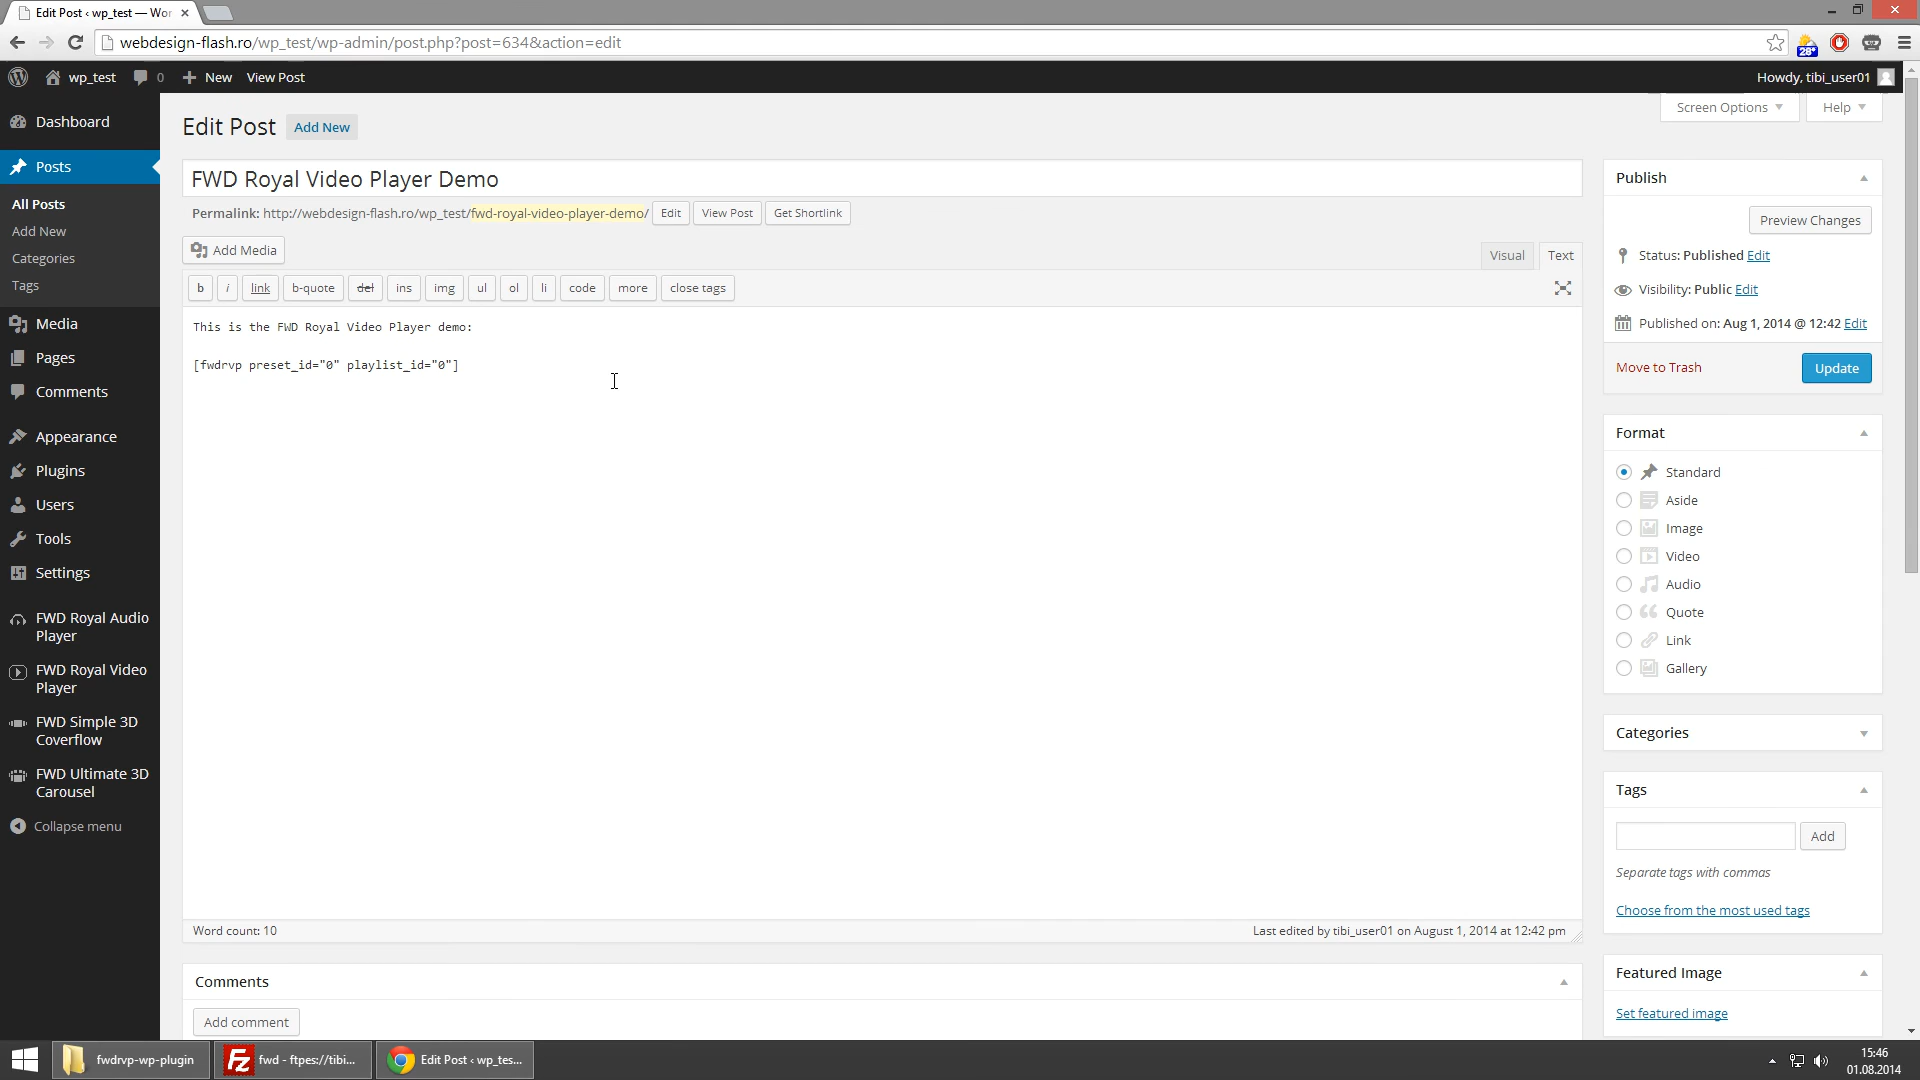 Edit Post ‹ wp_test — Wor
webdesign-flash.ro/wp_test/wp-admin/post.php?post=634&action=edit
28°
wp_test 0 New View Post
Howdy, tibi_user01
Screen Options Help
Dashboard
Posts
All Posts
Add New
Categories
Tags
Media
Pages
Comments
Appearance
Plugins
Users
Tools
Settings
FWD Royal Audio
Player
FWD Royal Video
Player
FWD Simple 3D
Coverflow
FWD Ultimate 3D
Carousel
Collapse menu
Edit Post Add New
FWD Royal Video Player Demo
Permalink: http://webdesign-flash.ro/wp_test/fwd-royal-video-player-demo/ Edit View Post Get Shortlink
Add Media
Visual Text
b i link b-quote del ins img ul ol li code more close tags
This is the FWD Royal Video Player demo:
[fwdrvp preset_id="0" playlist_id="0"]
Word count: 10
Last edited by tibi_user01 on August 1, 2014 at 12:42 pm
Comments
Add comment
Publish
Preview Changes
Status: Published Edit
Visibility: Public Edit
Published on: Aug 1, 2014 @ 12:42 Edit
Move to Trash Update
Format
Standard
Aside
Image
Video
Audio
Quote
Link
Gallery
Categories
Tags
Add
Separate tags with commas
Choose from the most used tags
Featured Image
Set featured image
fwdrvp-wp-plugin
fwd - ftpes://tibi...
Edit Post ‹ wp_tes...
15:46
01.08.2014